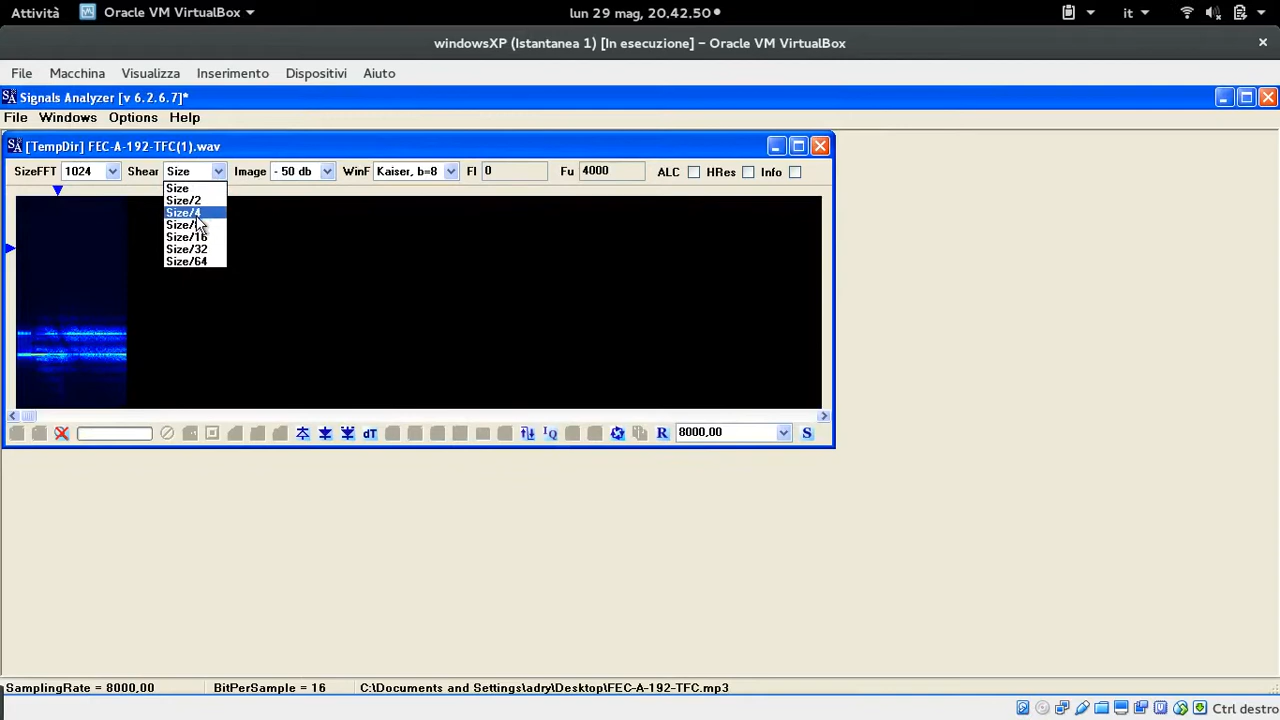 Attività
Oracle VM VirtualBox
lun 29 mag, 20.42.50
it
windowsXP (Istantanea 1) [In esecuzione] – Oracle VM VirtualBox
File Macchina Visualizza Inserimento Dispositivi Aiuto
Signals Analyzer [v 6.2.6.7]*
File Windows Options Help
[TempDir] FEC-A-192-TFC(1).wav
SizeFFT 1024 Shear Size Image - 50 db WinF Kaiser, b=8 Fl 0 Fu 4000 ALC HRes Info
Size
Size/2
Size/4
Size/
Size/16
Size/32
Size/64
dT IQ R 8000,00 S
SamplingRate = 8000,00 BitPerSample = 16 C:\Documents and Settings\adry\Desktop\FEC-A-192-TFC.mp3
Ctrl destro